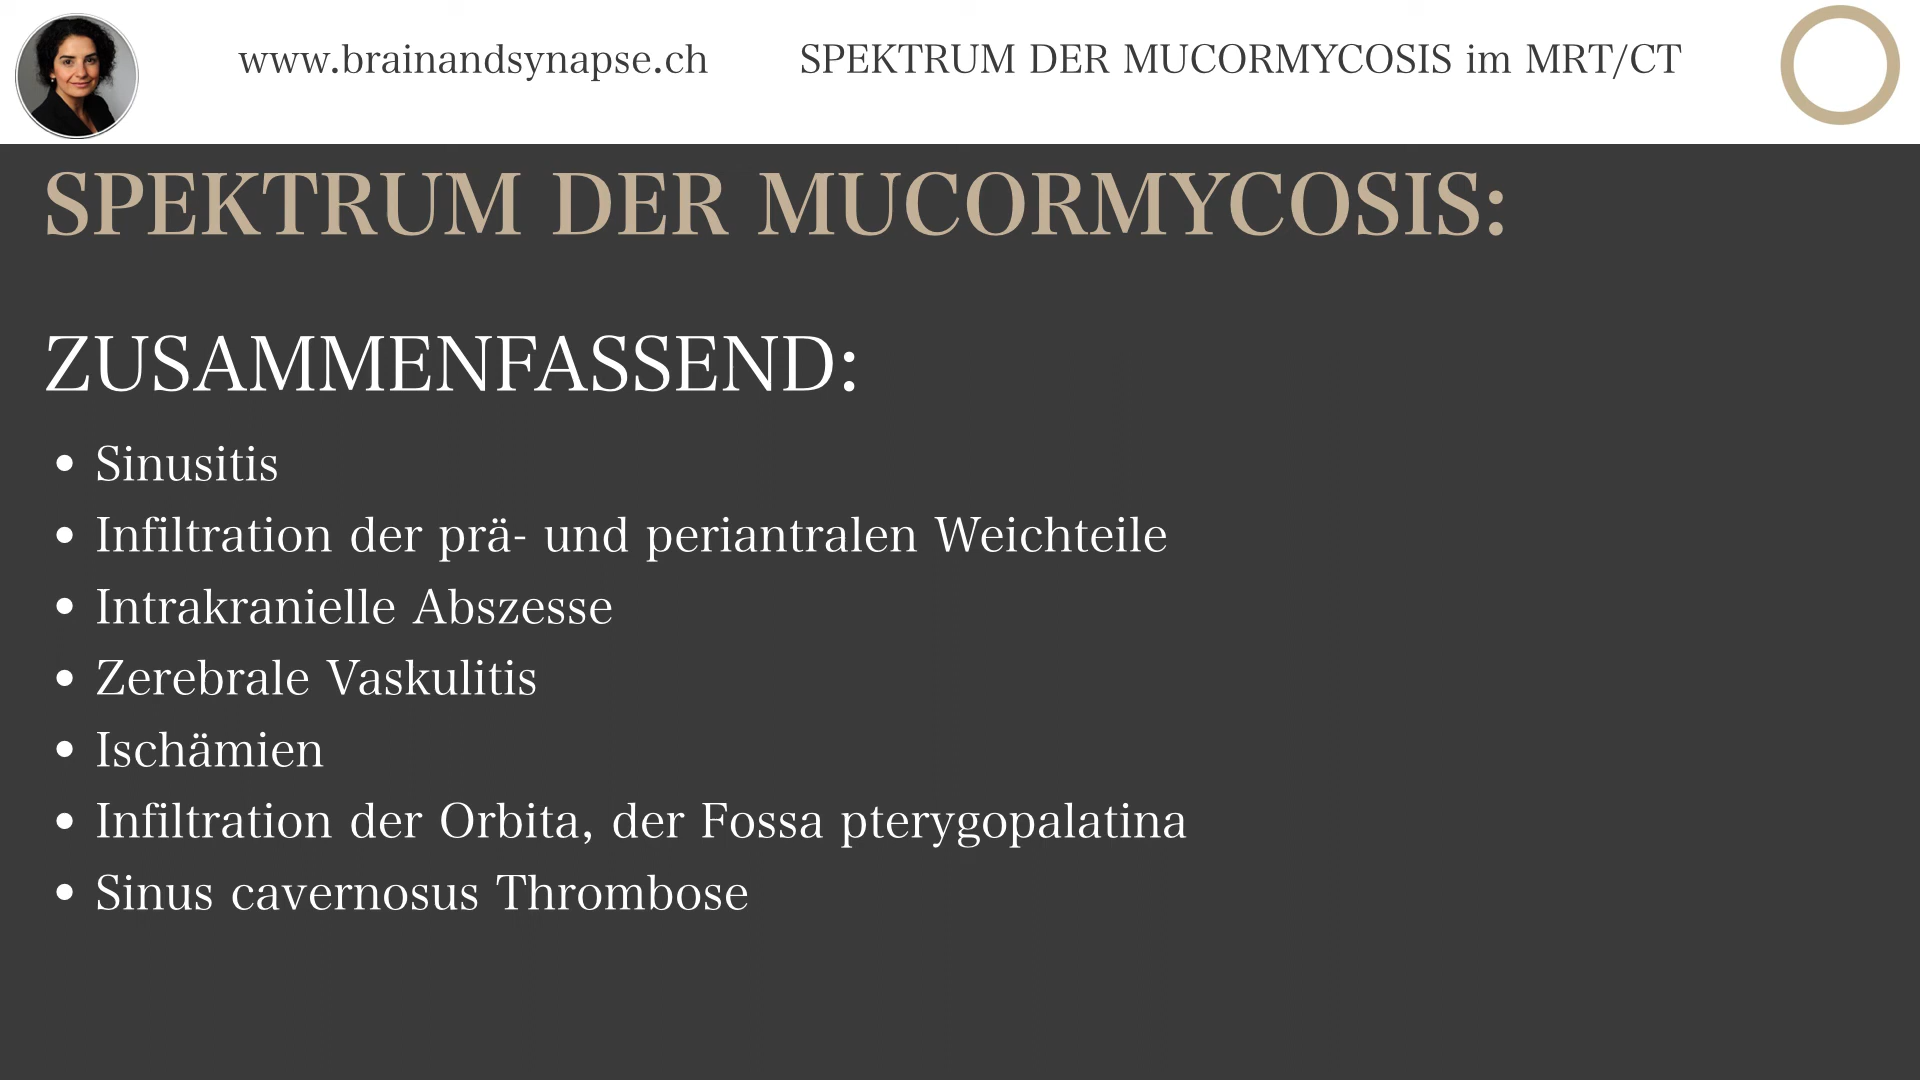 www.brainandsynapse.ch SPEKTRUM DER MUCORMYCOSIS im MRT/CT
SPEKTRUM DER MUCORMYCOSIS:
ZUSAMMENFASSEND:
• Sinusitis
• Infiltration der prä- und periantralen Weichteile
• Intrakranielle Abszesse
• Zerebrale Vaskulitis
• Ischämien
• Infiltration der Orbita, der Fossa pterygopalatina
• Sinus cavernosus Thrombose